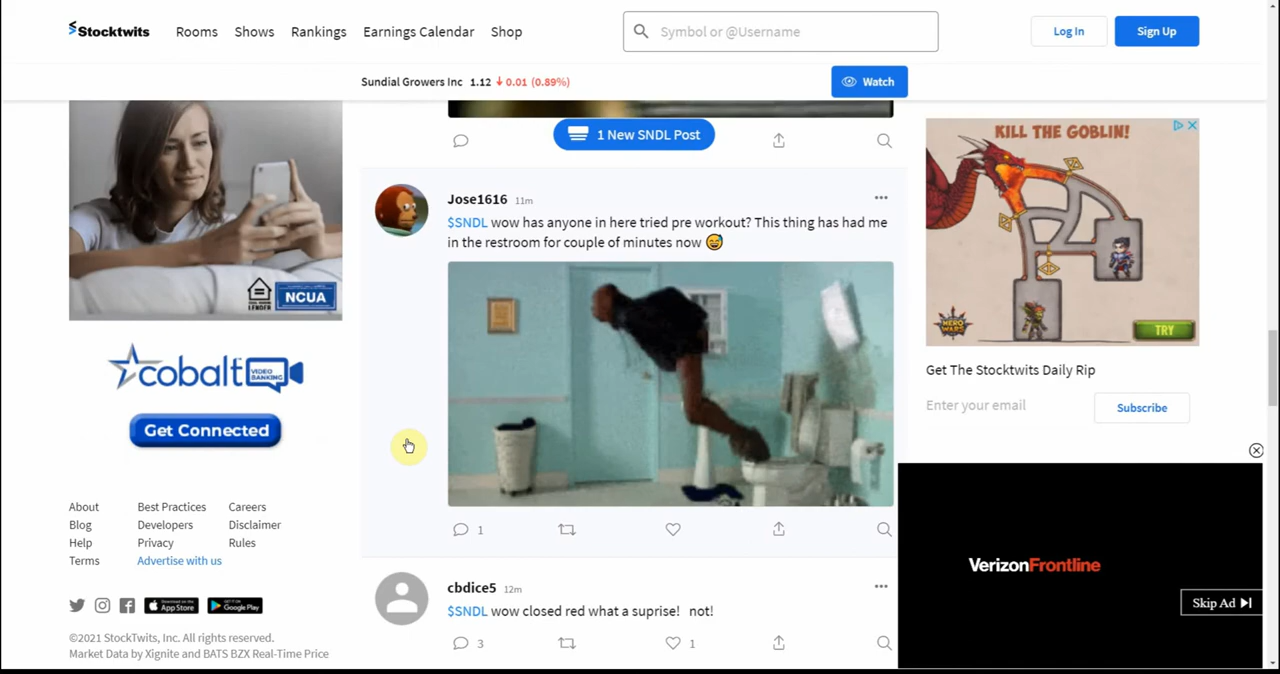 Stocktwits
Rooms
Shows
Rankings
Earnings Calendar
Shop
Symbol or @Username
Log In
Sign Up
Sundial Growers Inc 1.12 ↓ 0.01 (0.89%)
Watch
1 New SNDL Post
NCUA
cobalt VIDEO BANKING
Get Connected
About
Best Practices
Careers
Blog
Developers
Disclaimer
Help
Privacy
Rules
Terms
Advertise with us
App Store
Google Play
©2021 StockTwits, Inc. All rights reserved.
Market Data by Xignite and BATS BZX Real-Time Price
Jose1616 11m
$SNDL wow has anyone in here tried pre workout? This thing has had me
in the restroom for couple of minutes now 😅
1
cbdice5 12m
$SNDL wow closed red what a suprise! not!
3
1
KILL THE GOBLIN!
HERO
WARS
TRY
Get The Stocktwits Daily Rip
Enter your email
Subscribe
VerizonFrontline
Skip Ad